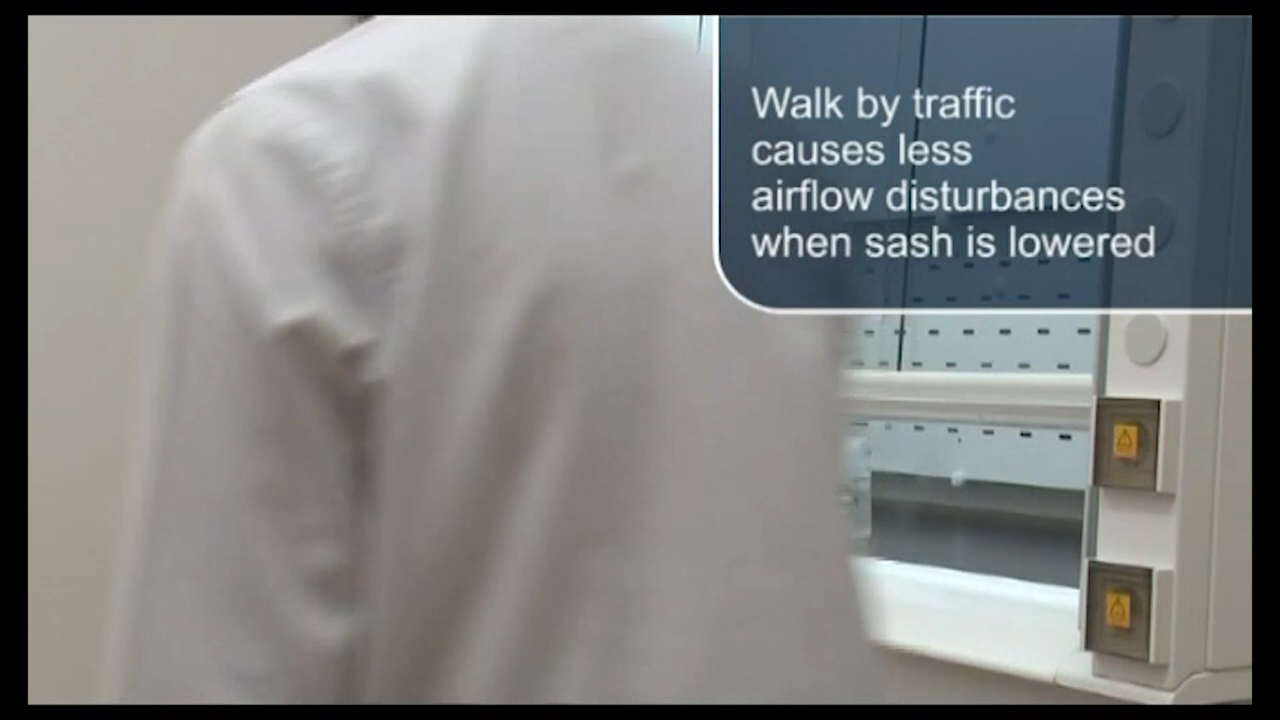 Walk by traffic
causes less
airflow disturbances
when sash is lowered